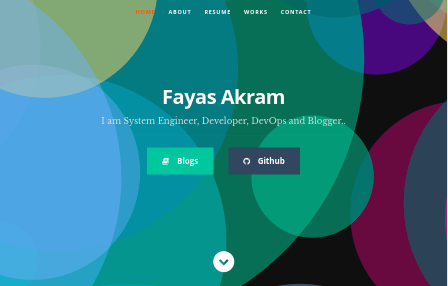 HOME ABOUT RESUME WORKS CONTACT
Fayas Akram
I am System Engineer, Developer, DevOps and Blogger..
Blogs Github